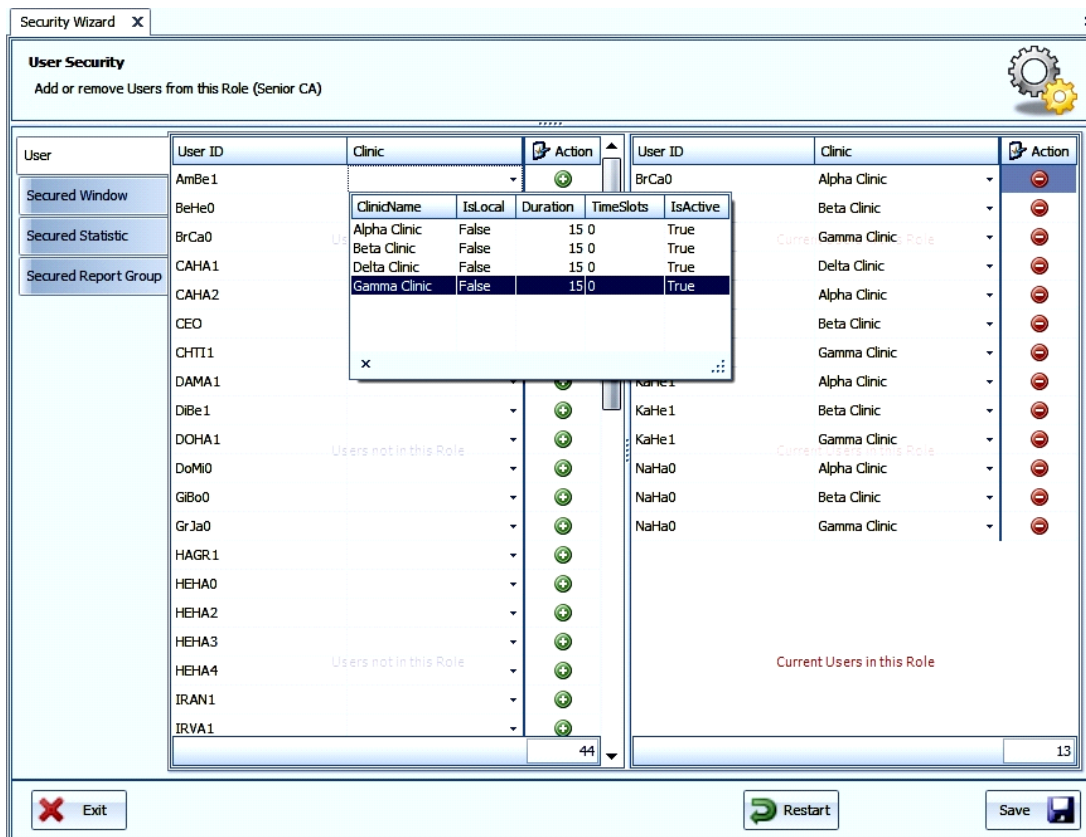 Security Wizard X
User Security
Add or remove Users from this Role (Senior CA)
User
Secured Window
Secured Statistic
Secured Report Group
User ID Clinic Action
AmBe1
BeHe0
BrCa0
CAHA1
CAHA2
CEO
CHTI1
DAMA1
DiBe1
DOHA1
Users not in this Role
DoMi0
GiBo0
GrJa0
HAGR1
HEHA0
HEHA2
HEHA3
Users not in this Role
HEHA4
IRAN1
IRVA1
44
ClinicName IsLocal Duration TimeSlots IsActive
Alpha Clinic False 15 0 True
Beta Clinic False 15 0 True
Delta Clinic False 15 0 True
Gamma Clinic False 15 0 True
x
User ID Clinic Action
BrCa0 Alpha Clinic
Beta Clinic
Gamma Clinic
Delta Clinic
Alpha Clinic
Beta Clinic
Gamma Clinic
KaHe1 Alpha Clinic
KaHe1 Beta Clinic
KaHe1 Gamma Clinic
Current Users in this Role
NaHa0 Alpha Clinic
NaHa0 Beta Clinic
NaHa0 Gamma Clinic
Current Users in this Role
13
Exit
Restart
Save